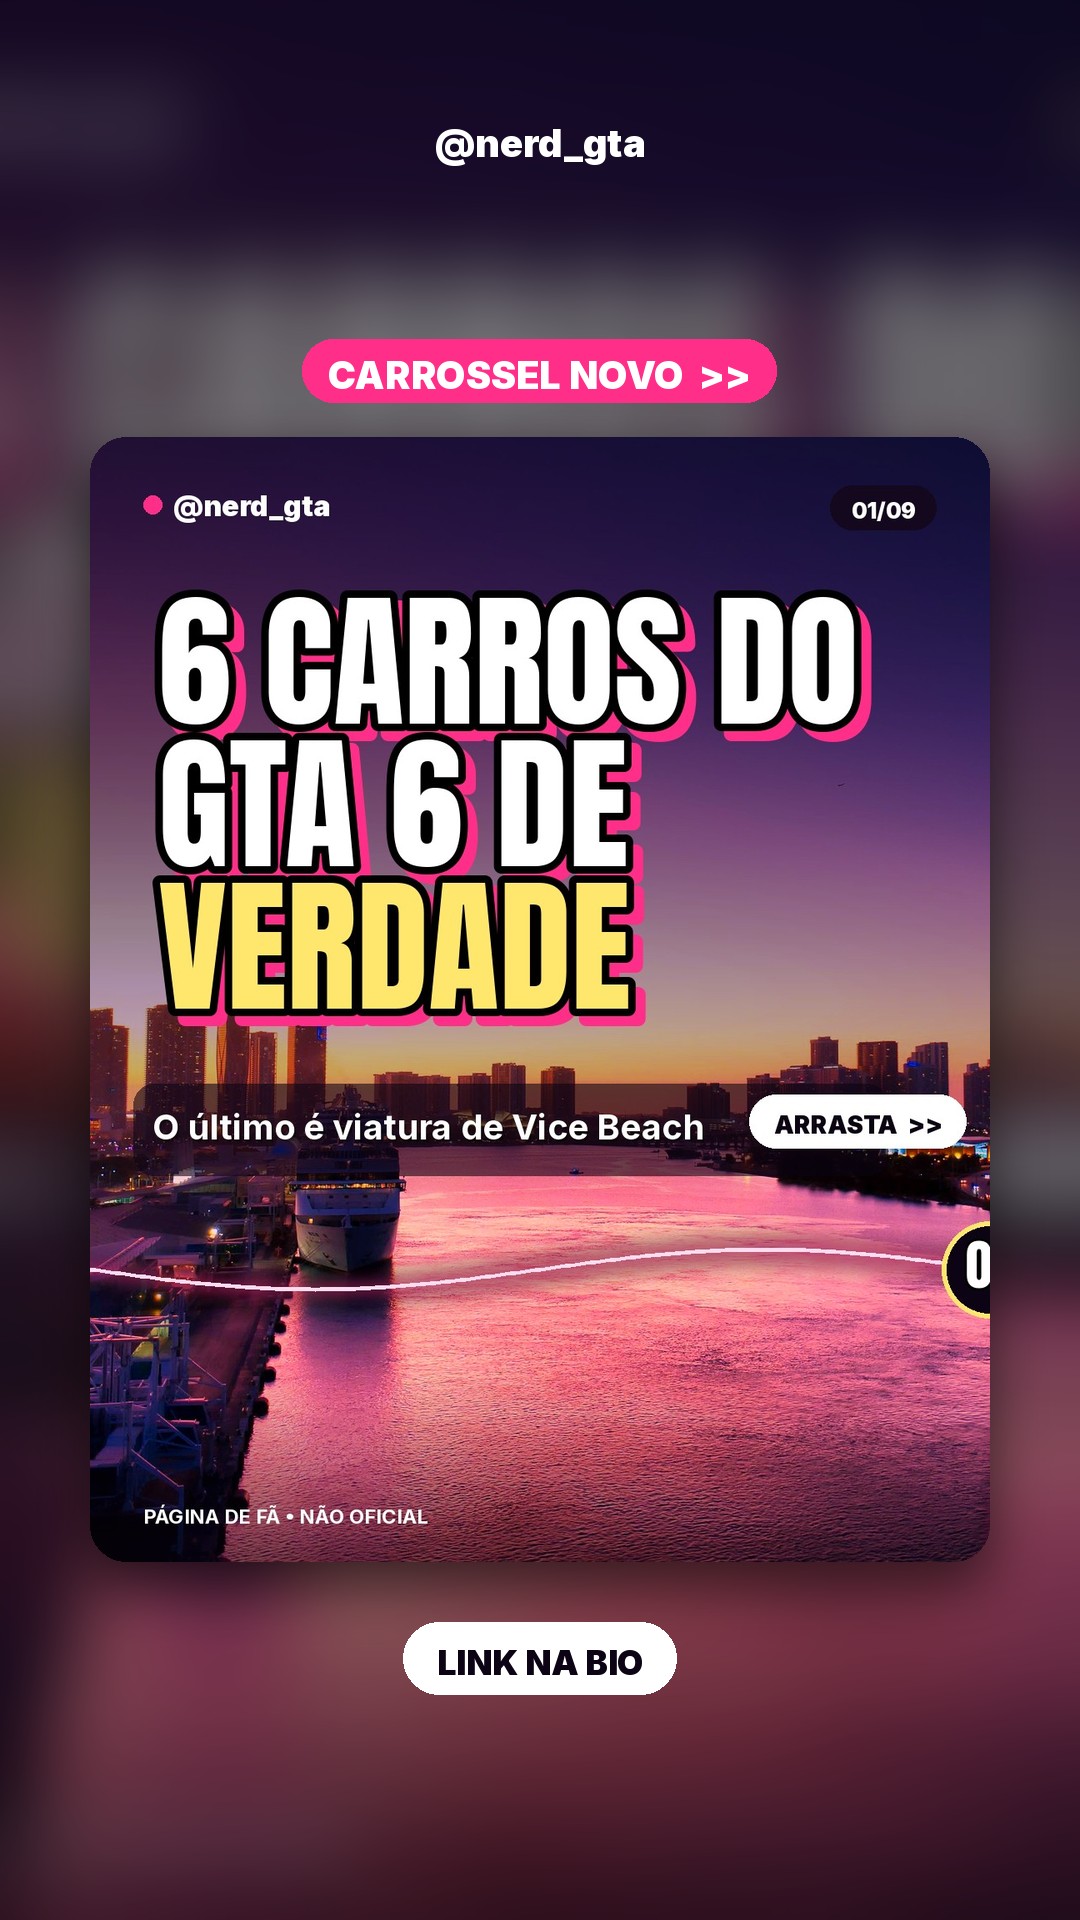 @nerd_gta
CARROSSEL NOVO >>
@nerd_gta
01/09
6 CARROS DO
GTA 6 DE
VERDADE
O último é viatura de Vice Beach
ARRASTA >>
0
PÁGINA DE FÃ • NÃO OFICIAL
LINK NA BIO